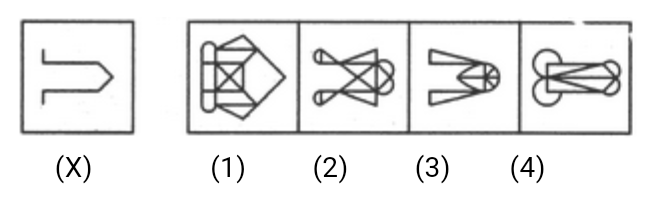 (X) (1) (2) (3) (4)